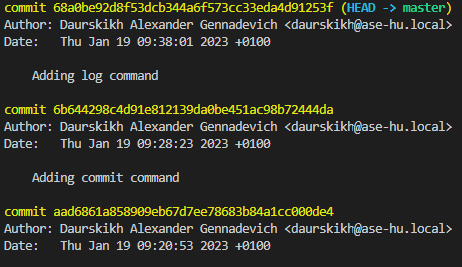 commit 68a0be92d8f53dcb344a6f573cc33eda4d91253f (HEAD -> master)
Author: Daurskikh Alexander Gennadevich <daurskikh@ase-hu.local>
Date:   Thu Jan 19 09:38:01 2023 +0100
Adding log command
commit 6b644298c4d91e812139da0be451ac98b72444da
Author: Daurskikh Alexander Gennadevich <daurskikh@ase-hu.local>
Date:   Thu Jan 19 09:28:23 2023 +0100
Adding commit command
commit aad6861a858909eb67d7ee78683b84a1cc000de4
Author: Daurskikh Alexander Gennadevich <daurskikh@ase-hu.local>
Date:   Thu Jan 19 09:20:53 2023 +0100